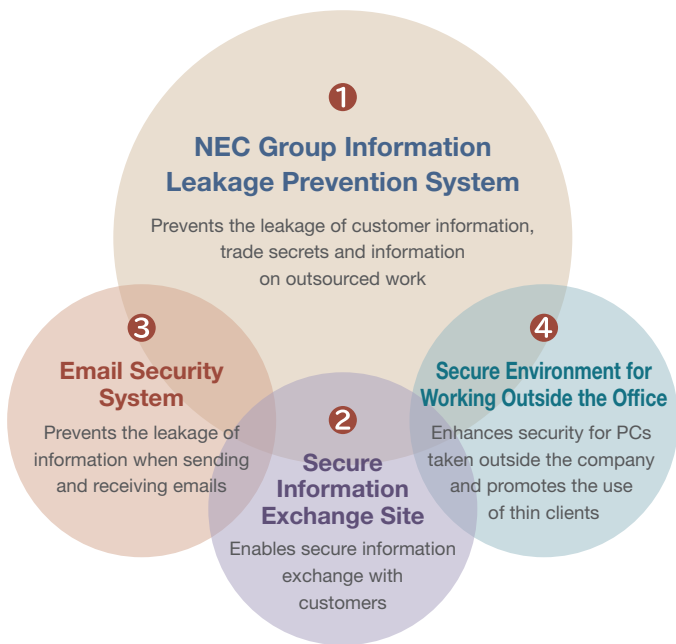 1
NEC Group Information
Leakage Prevention System
Prevents the leakage of customer information,
trade secrets and information
on outsourced work
3
Email Security
System
Prevents the leakage of
information when sending
and receiving emails
2
Secure
Information
Exchange Site
Enables secure information
exchange with
customers
4
Secure Environment for
Working Outside the Office
Enhances security for PCs
taken outside the company
and promotes the use
of thin clients